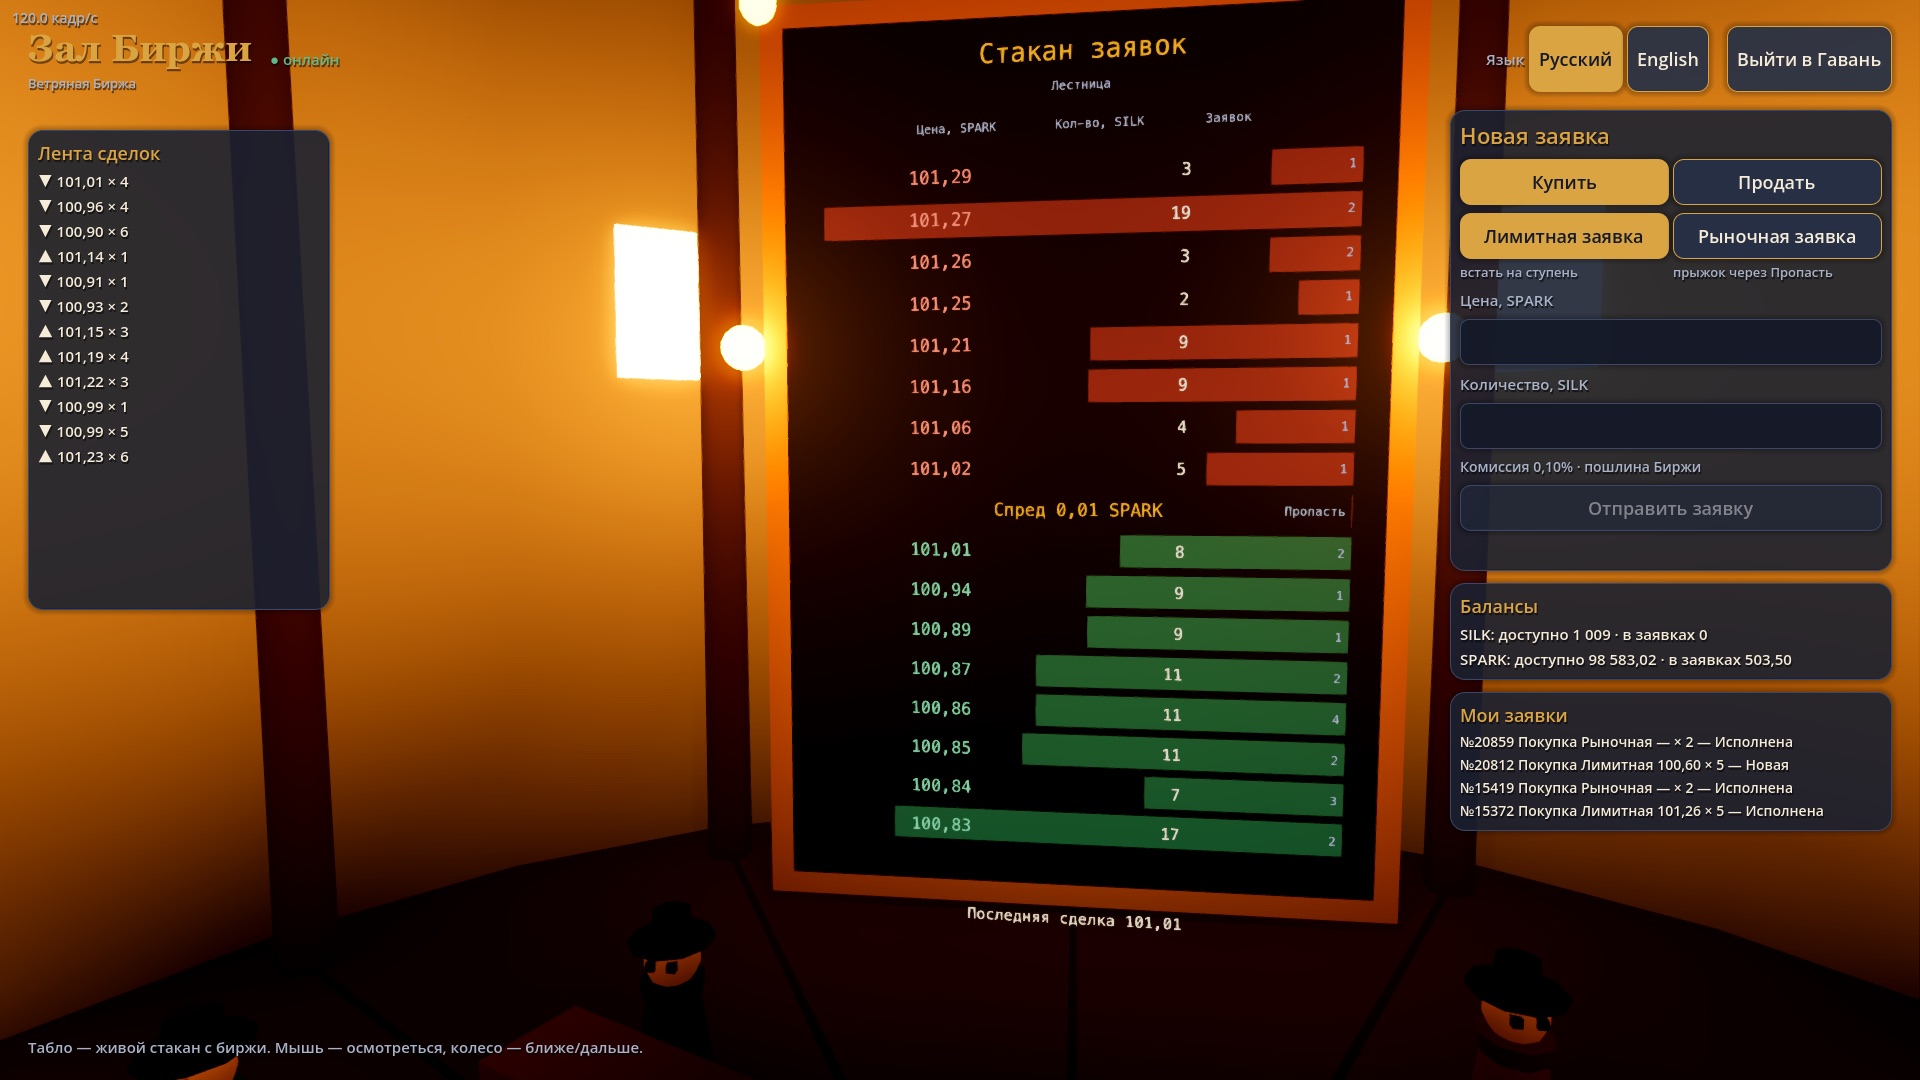 120.0 кадр/с
Зал Биржи
● онлайн
Ветряная Биржа
Лента сделок
▼ 101,01 × 4
▼ 100,96 × 4
▼ 100,90 × 6
▲ 101,14 × 1
▼ 100,91 × 1
▼ 100,93 × 2
▲ 101,15 × 3
▲ 101,19 × 4
▲ 101,22 × 3
▼ 100,99 × 1
▼ 100,99 × 5
▲ 101,23 × 6
Стакан заявок
Лестница
Цена, SPARK Кол-во, SILK Заявок
101,29 3 1
101,27 19 2
101,26 3 2
101,25 2 1
101,21 9 1
101,16 9 1
101,06 4 1
101,02 5 1
Спред 0,01 SPARK Пропасть
101,01 8 2
100,94 9 1
100,89 9 1
100,87 11 2
100,86 11 4
100,85 11 2
100,84 7 3
100,83 17 2
Последняя сделка 101,01
Язык Русский English Выйти в Гавань
Новая заявка
Купить Продать
Лимитная заявка Рыночная заявка
встать на ступень прыжок через Пропасть
Цена, SPARK
Количество, SILK
Комиссия 0,10% · пошлина Биржи
Отправить заявку
Балансы
SILK: доступно 1 009 · в заявках 0
SPARK: доступно 98 583,02 · в заявках 503,50
Мои заявки
№20859 Покупка Рыночная — × 2 — Исполнена
№20812 Покупка Лимитная 100,60 × 5 — Новая
№15419 Покупка Рыночная — × 2 — Исполнена
№15372 Покупка Лимитная 101,26 × 5 — Исполнена
Табло — живой стакан с биржи. Мышь — осмотреться, колесо — ближе/дальше.